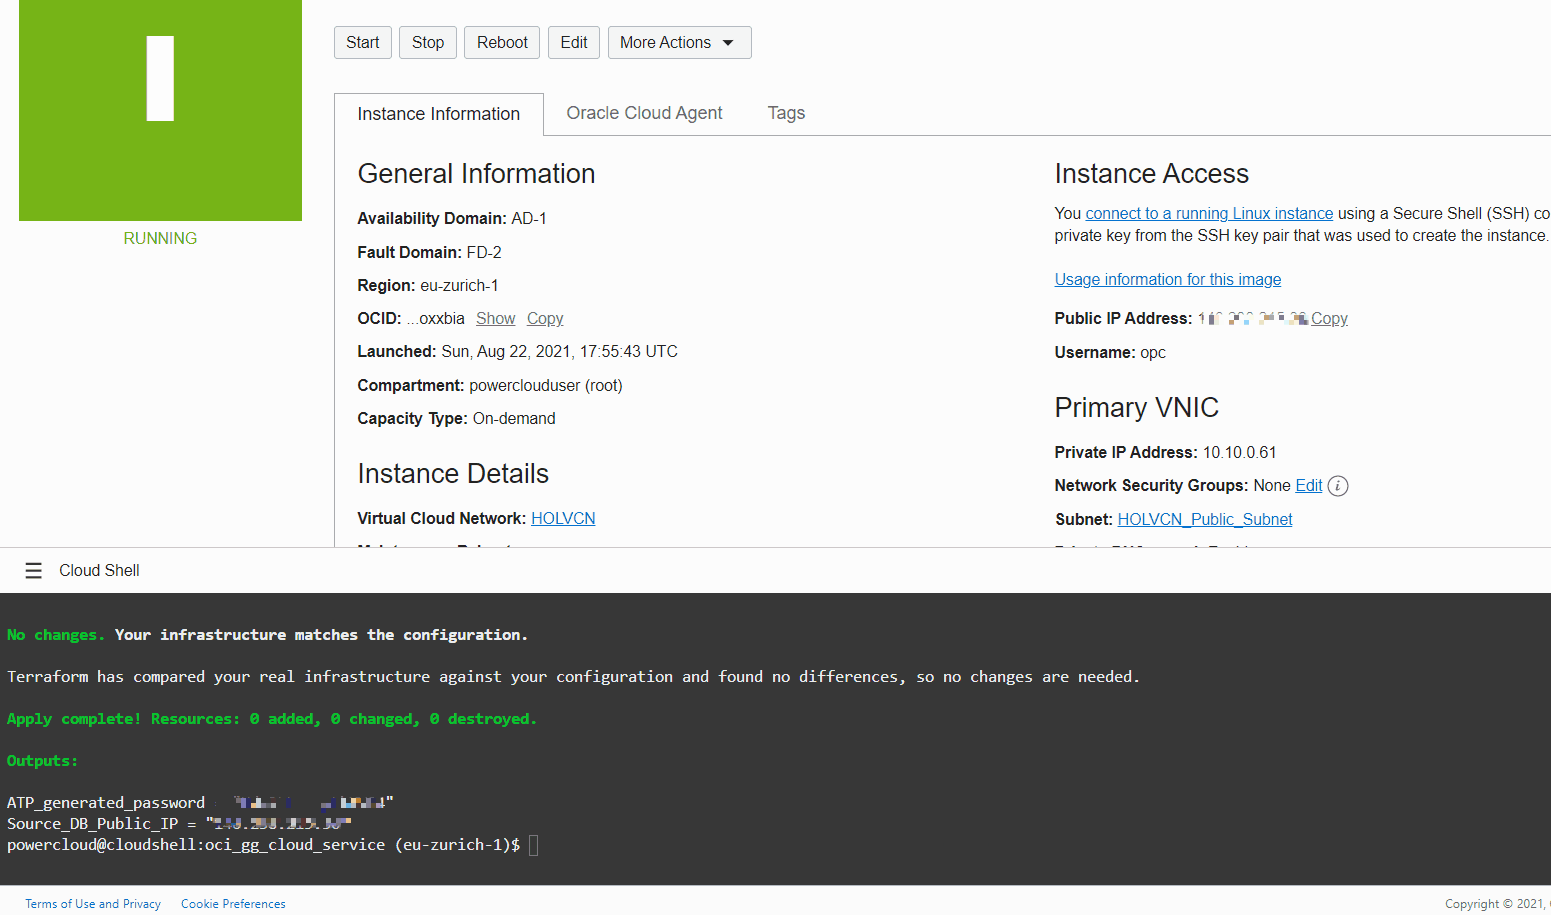 I
RUNNING
Start Stop Reboot Edit More Actions
Instance Information Oracle Cloud Agent Tags
General Information
Availability Domain: AD-1
Fault Domain: FD-2
Region: eu-zurich-1
OCID: ...oxxbia Show Copy
Launched: Sun, Aug 22, 2021, 17:55:43 UTC
Compartment: powerclouduser (root)
Capacity Type: On-demand
Instance Details
Virtual Cloud Network: HOLVCN
Instance Access
You connect to a running Linux instance using a Secure Shell (SSH) co
private key from the SSH key pair that was used to create the instance.
Usage information for this image
Public IP Address: Copy
Username: opc
Primary VNIC
Private IP Address: 10.10.0.61
Network Security Groups: None Edit i
Subnet: HOLVCN_Public_Subnet
Cloud Shell
No changes. Your infrastructure matches the configuration.
Terraform has compared your real infrastructure against your configuration and found no differences, so no changes are needed.
Apply complete! Resources: 0 added, 0 changed, 0 destroyed.
Outputs:
ATP_generated_password "
Source_DB_Public_IP = "
powercloud@cloudshell:oci_gg_cloud_service (eu-zurich-1)$
Terms of Use and Privacy Cookie Preferences
Copyright © 2021,